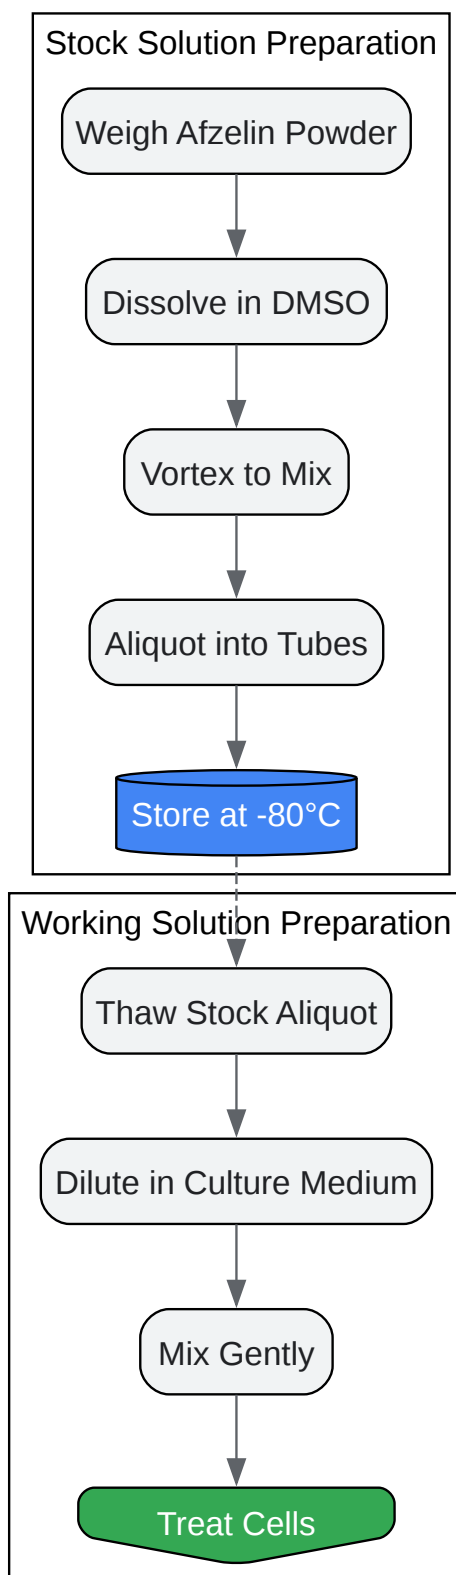 Stock Solution Preparation
Weigh Afzelin Powder
Dissolve in DMSO
Vortex to Mix
Aliquot into Tubes
Store at -80°C
Working Solution Preparation
Thaw Stock Aliquot
Dilute in Culture Medium
Mix Gently
Treat Cells